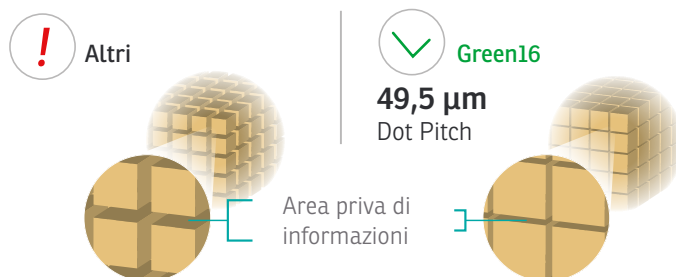 !
Altri
Green16
49,5 µm
Dot Pitch
Area priva di
informazioni